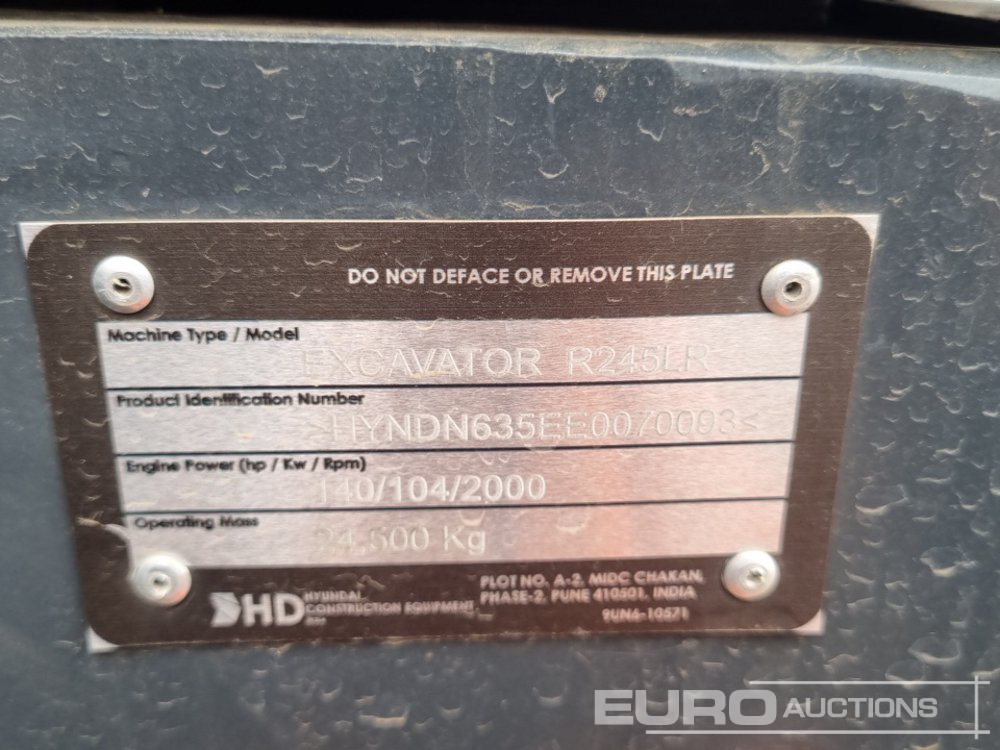 DO NOT DEFACE OR REMOVE THIS PLATE
Machine Type / Model
EXCAVATOR R245LR
Product Identification Number
>HYNDN635EE0070093<
Engine Power (hp / Kw / Rpm)
140/104/2000
Operating Mass
24,500 Kg
HD HYUNDAI
CONSTRUCTION EQUIPMENT
PLOT NO. A-2, MIDC CHAKAN,
PHASE-2, PUNE 410501, INDIA
PUN6-10571
EURO AUCTIONS